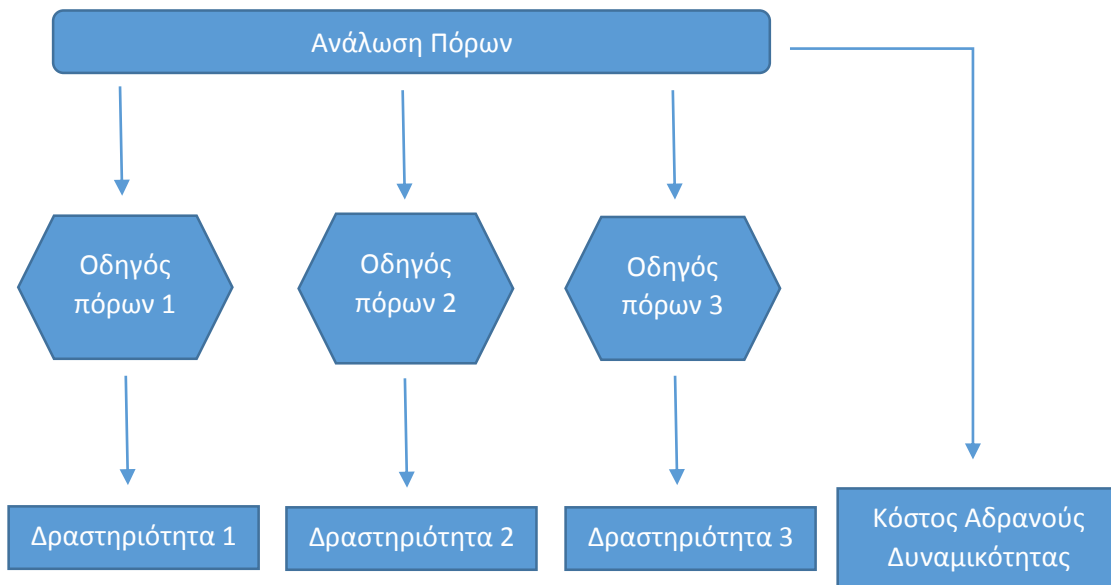 Ανάλωση Πόρων
Οδηγός
πόρων 1
Οδηγός
πόρων 2
Οδηγός
πόρων 3
Δραστηριότητα 1
Δραστηριότητα 2
Δραστηριότητα 3
Κόστος Αδρανούς
Δυναμικότητας